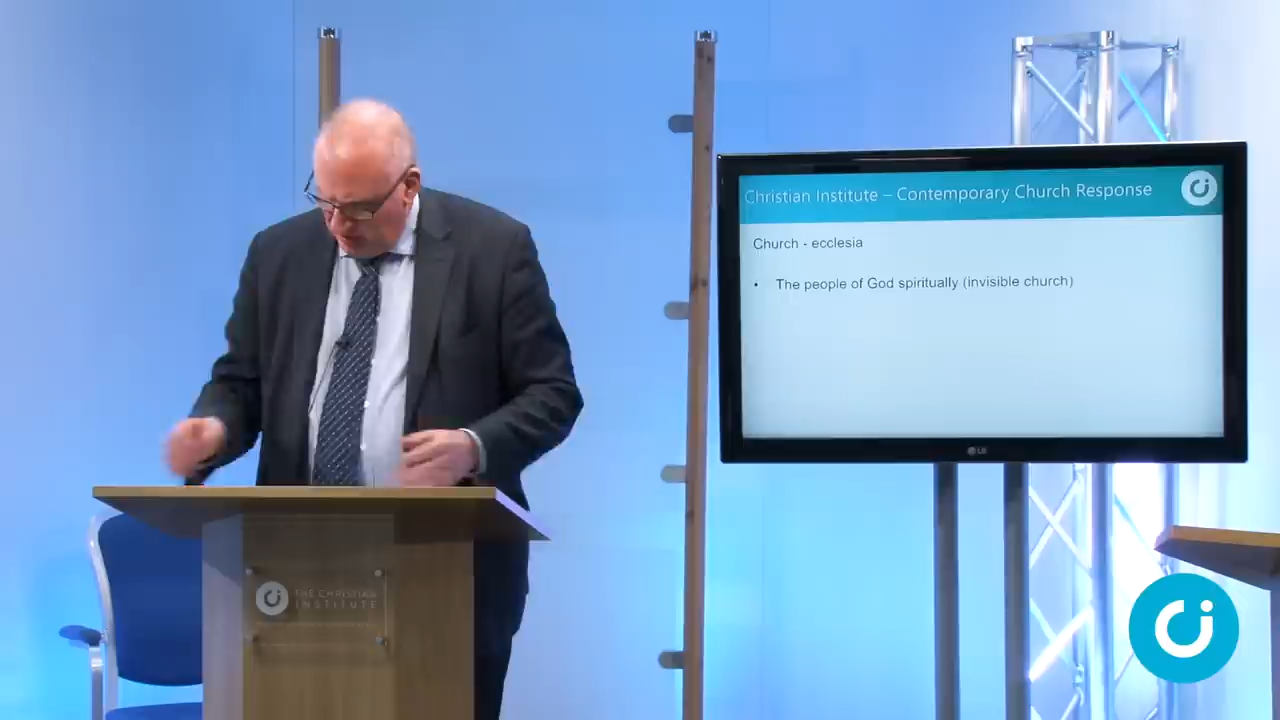 Christian Institute – Contemporary Church Response
Church - ecclesia
• The people of God spiritually (invisible church)
LG
THE CHRISTIAN
INSTITUTE